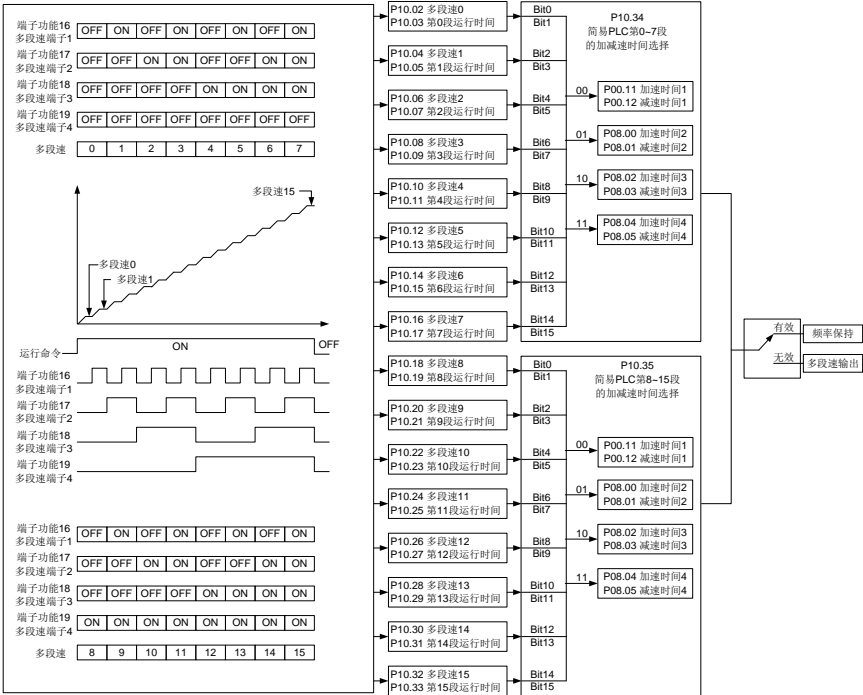 端子功能16
多段速端子1
OFF ON OFF ON OFF ON OFF ON
端子功能17
多段速端子2
OFF OFF ON ON OFF OFF ON ON
端子功能18
多段速端子3
OFF OFF OFF OFF ON ON ON ON
端子功能19
多段速端子4
OFF OFF OFF OFF OFF OFF OFF OFF
多段速 0 1 2 3 4 5 6 7
多段速15
多段速0
多段速1
运行命令
ON
OFF
端子功能16
多段速端子1
端子功能17
多段速端子2
端子功能18
多段速端子3
端子功能19
多段速端子4
端子功能16
多段速端子1
OFF ON OFF ON OFF ON OFF ON
端子功能17
多段速端子2
OFF OFF ON ON OFF OFF ON ON
端子功能18
多段速端子3
OFF OFF OFF OFF ON ON ON ON
端子功能19
多段速端子4
ON ON ON ON ON ON ON ON
多段速 8 9 10 11 12 13 14 15
P10.02 多段速0
P10.03 第0段运行时间
P10.04 多段速1
P10.05 第1段运行时间
P10.06 多段速2
P10.07 第2段运行时间
P10.08 多段速3
P10.09 第3段运行时间
P10.10 多段速4
P10.11 第4段运行时间
P10.12 多段速5
P10.13 第5段运行时间
P10.14 多段速6
P10.15 第6段运行时间
P10.16 多段速7
P10.17 第7段运行时间
P10.18 多段速8
P10.19 第8段运行时间
P10.20 多段速9
P10.21 第9段运行时间
P10.22 多段速10
P10.23 第10段运行时间
P10.24 多段速11
P10.25 第11段运行时间
P10.26 多段速12
P10.27 第12段运行时间
P10.28 多段速13
P10.29 第13段运行时间
P10.30 多段速14
P10.31 第14段运行时间
P10.32 多段速15
P10.33 第15段运行时间
Bit0
Bit1
Bit2
Bit3
Bit4
Bit5
Bit6
Bit7
Bit8
Bit9
Bit10
Bit11
Bit12
Bit13
Bit14
Bit15
P10.34
简易PLC第0~7段
的加减速时间选择
00
P00.11 加速时间1
P00.12 减速时间1
01
P08.00 加速时间2
P08.01 减速时间2
10
P08.02 加速时间3
P08.03 减速时间3
11
P08.04 加速时间4
P08.05 减速时间4
Bit0
Bit1
Bit2
Bit3
Bit4
Bit5
Bit6
Bit7
Bit8
Bit9
Bit10
Bit11
Bit12
Bit13
Bit14
Bit15
P10.35
简易PLC第8~15段
的加减速时间选择
00
P00.11 加速时间1
P00.12 减速时间1
01
P08.00 加速时间2
P08.01 减速时间2
10
P08.02 加速时间3
P08.03 减速时间3
11
P08.04 加速时间4
P08.05 减速时间4
有效
频率保持
无效
多段速输出